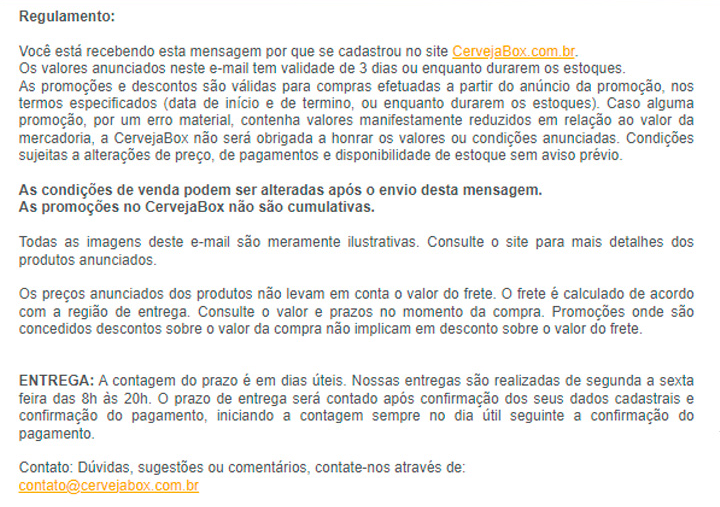 Regulamento:
Você está recebendo esta mensagem por que se cadastrou no site CervejaBox.com.br.
Os valores anunciados neste e-mail tem validade de 3 dias ou enquanto durarem os estoques.
As promoções e descontos são válidas para compras efetuadas a partir do anúncio da promoção, nos
termos especificados (data de início e de termino, ou enquanto durarem os estoques). Caso alguma
promoção, por um erro material, contenha valores manifestamente reduzidos em relação ao valor da
mercadoria, a CervejaBox não será obrigada a honrar os valores ou condições anunciadas. Condições
sujeitas a alterações de preço, de pagamentos e disponibilidade de estoque sem aviso prévio.
As condições de venda podem ser alteradas após o envio desta mensagem.
As promoções no CervejaBox não são cumulativas.
Todas as imagens deste e-mail são meramente ilustrativas. Consulte o site para mais detalhes dos
produtos anunciados.
Os preços anunciados dos produtos não levam em conta o valor do frete. O frete é calculado de acordo
com a região de entrega. Consulte o valor e prazos no momento da compra. Promoções onde são
concedidos descontos sobre o valor da compra não implicam em desconto sobre o valor do frete.
ENTREGA: A contagem do prazo é em dias úteis. Nossas entregas são realizadas de segunda a sexta
feira das 8h às 20h. O prazo de entrega será contado após confirmação dos seus dados cadastrais e
confirmação do pagamento, iniciando a contagem sempre no dia útil seguinte a confirmação do
pagamento.
Contato: Dúvidas, sugestões ou comentários, contate-nos através de:
contato@cervejabox.com.br